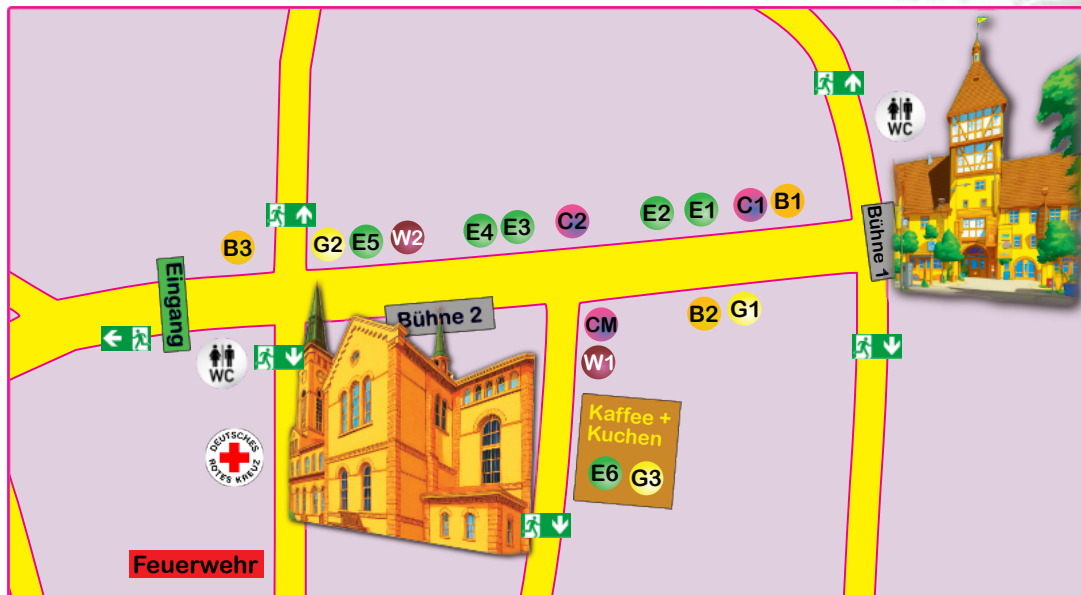 WC
B3
G2
E5
W2
E4
E3
C2
E2
E1
C1
B1
Bühne 1
Eingang
Bühne 2
CM
B2
G1
WC
W1
Kaffee +
Kuchen
E6
G3
DEUTSCHES
ROTES KREUZ
Feuerwehr